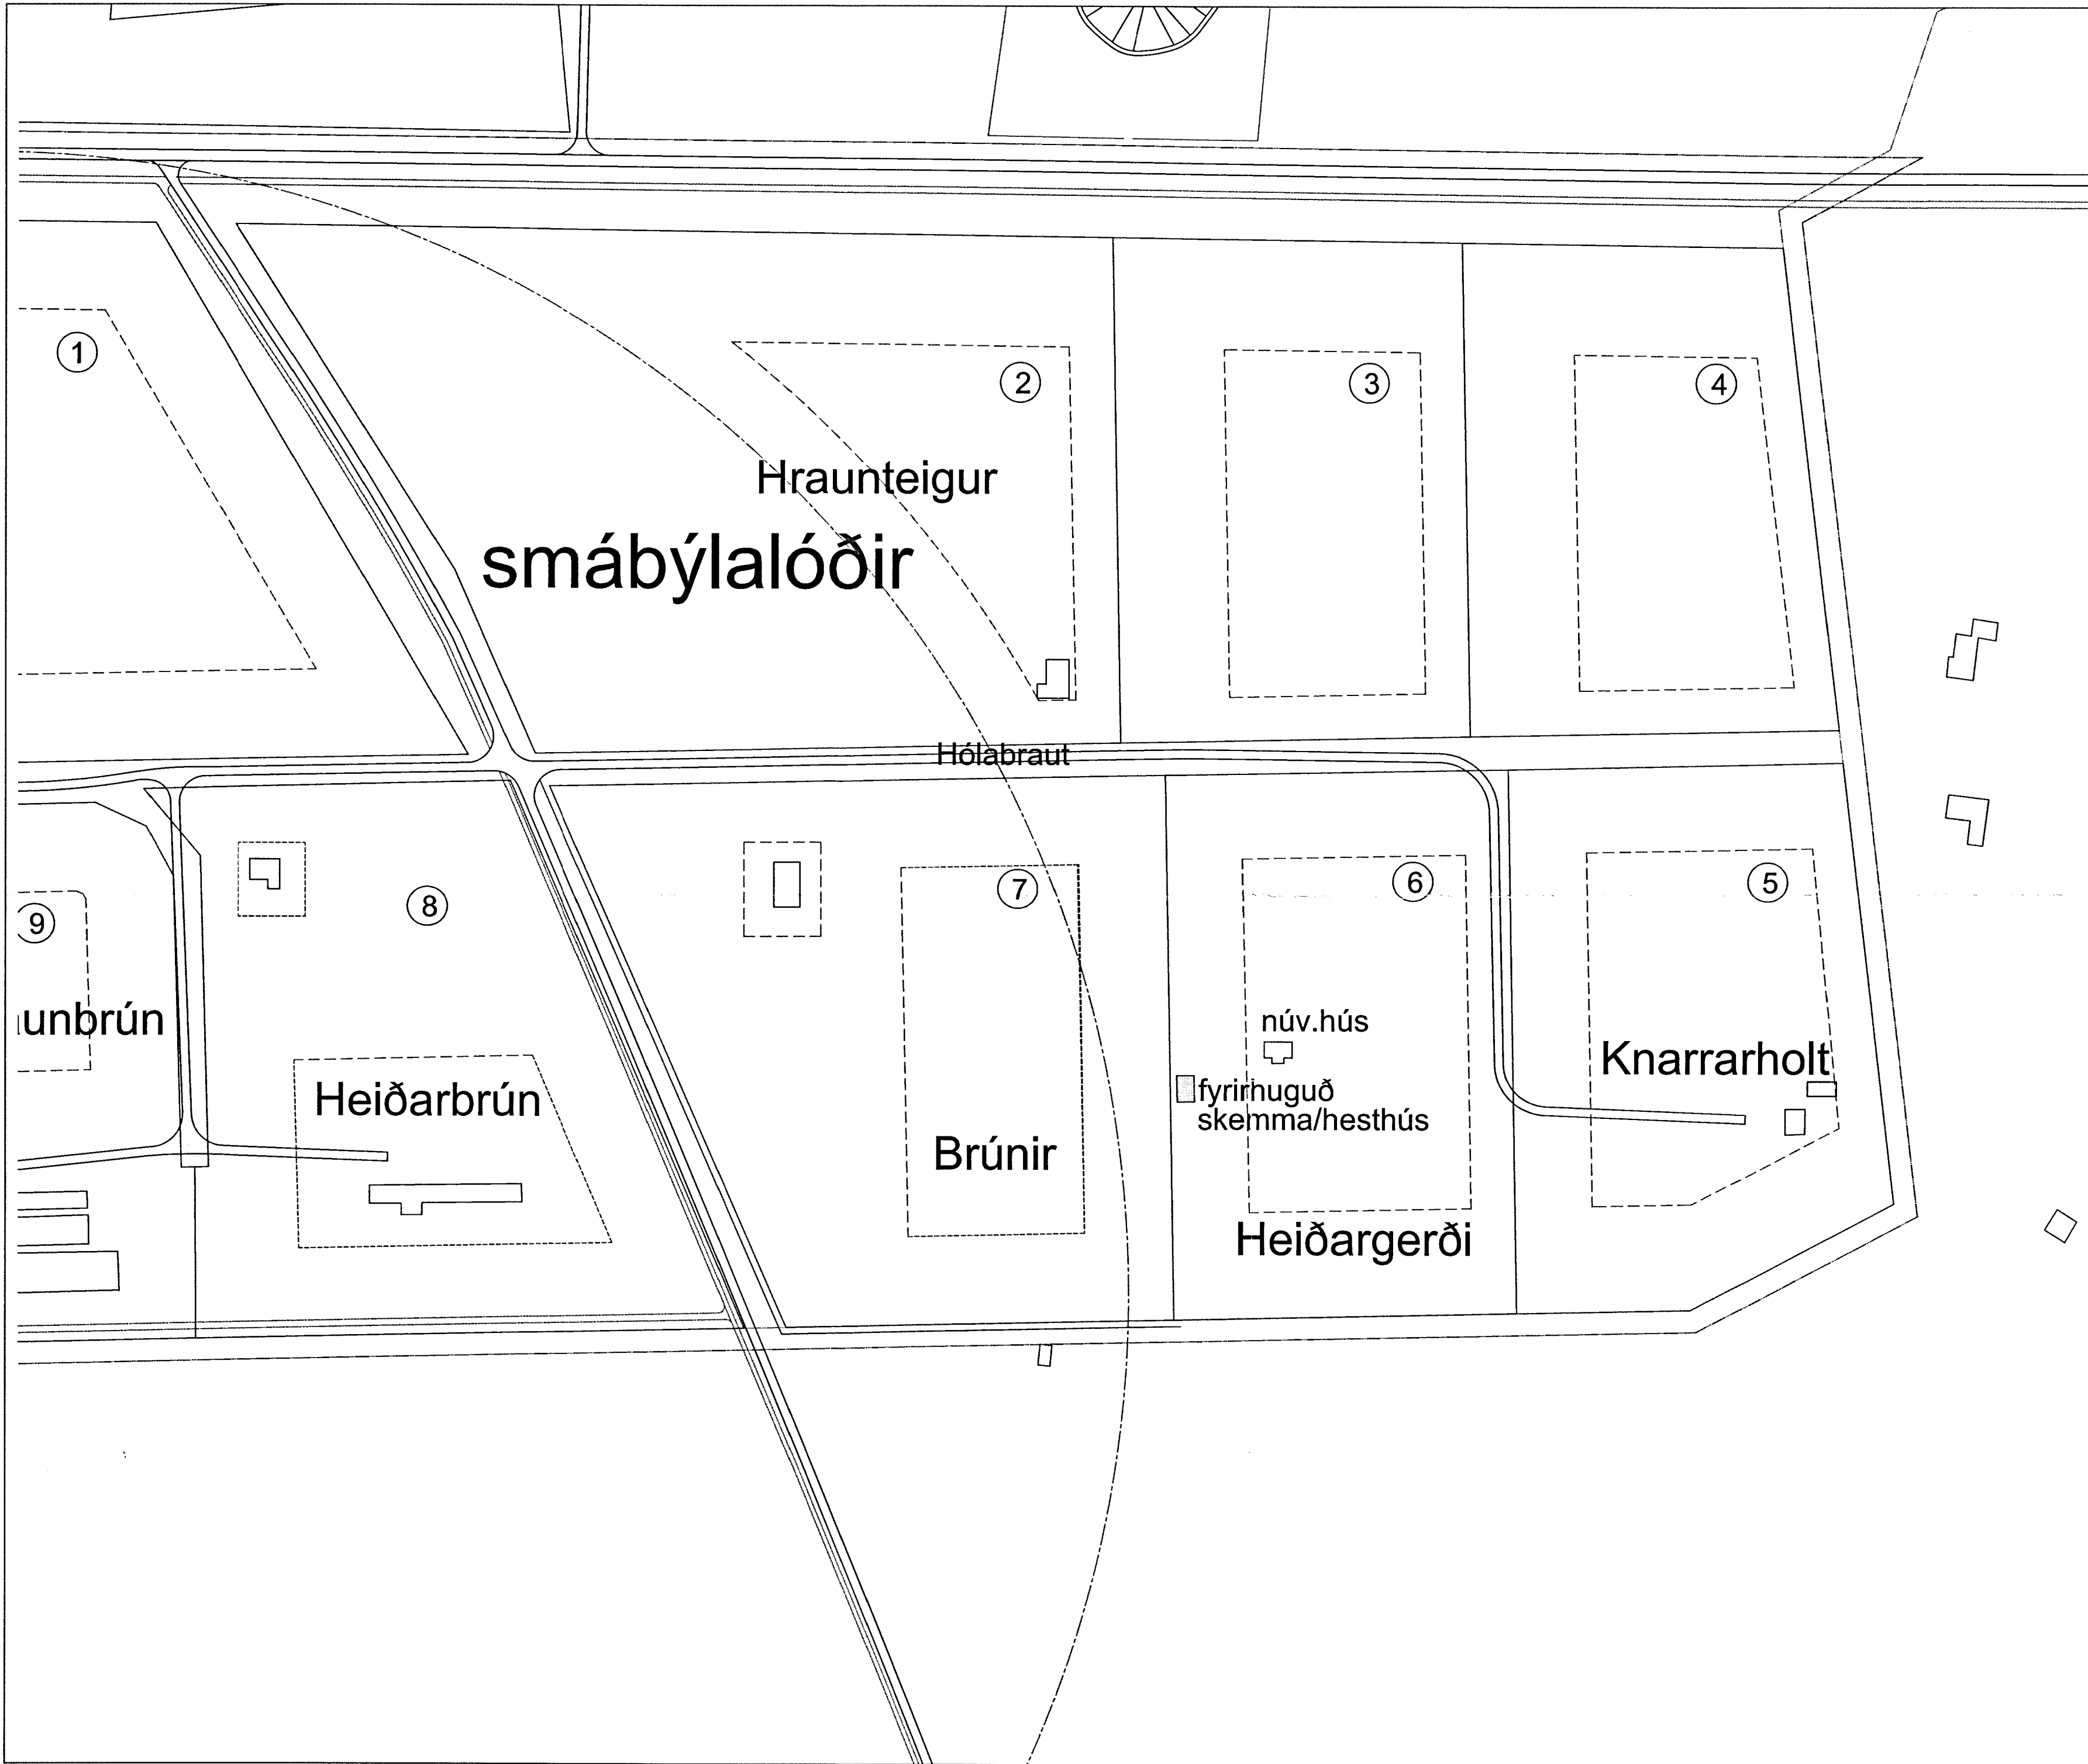 1
2
3
4
Hraunteigur
smábýlalóðir
Hólabraut
9
8
7
6
5
unbrún
núv.hús
Heiðarbrún
fyrirhuguð
skemma/hesthús
Knarrarholt
Brúnir
Heiðargerði